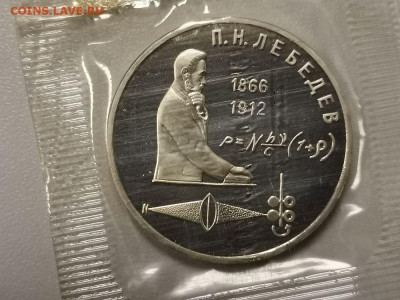 COINS.LAVE.RU
П.Н.ЛЕБЕДЕВ
1866
1912
p=N hν/c (1+ρ)
N